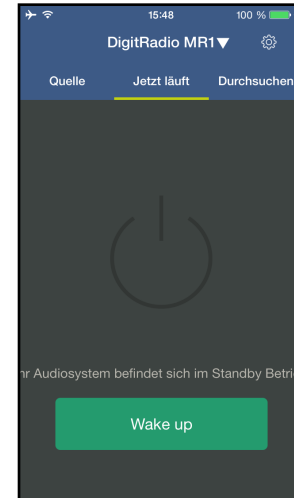 15:48 100 %
DigitRadio MR1▼
Quelle Jetzt läuft Durchsuchen
Audiosystem befindet sich im Standby
Wake up